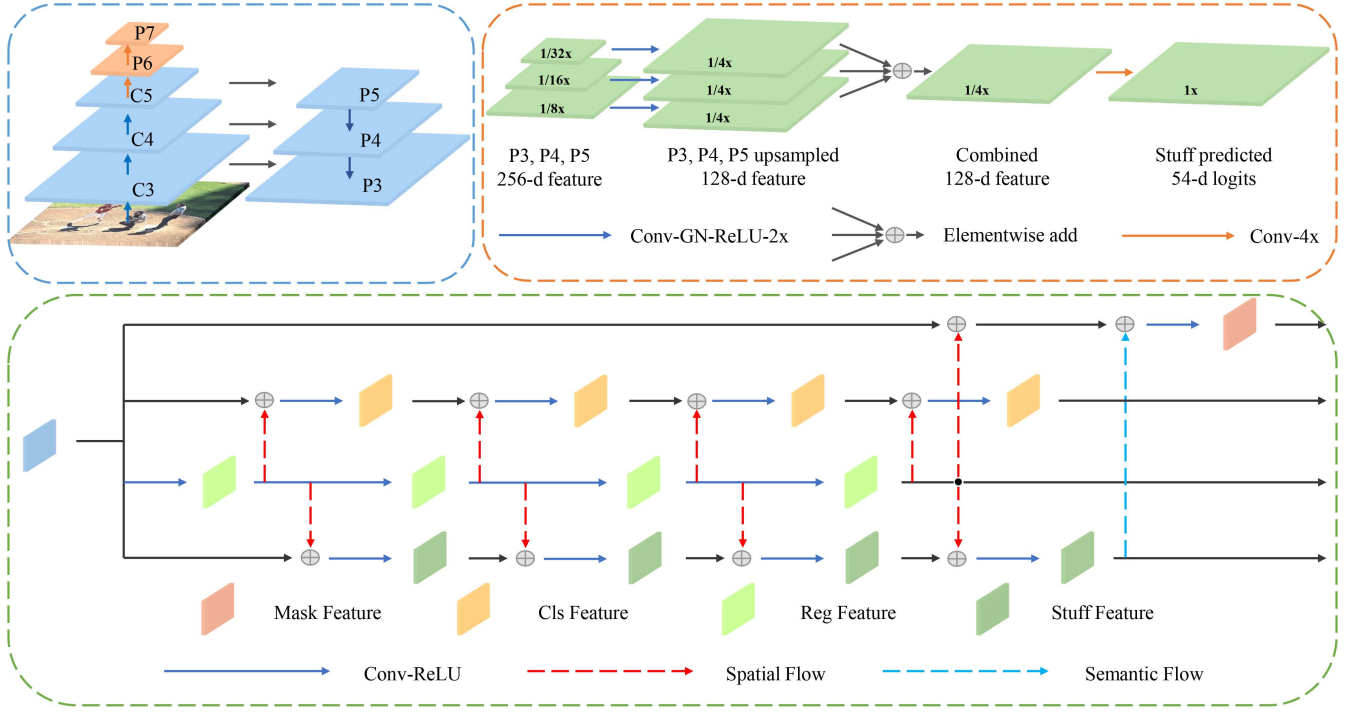 P7
P6
C5
C4
C3
P5
P4
P3
1/32x
1/16x
1/8x
1/4x
1/4x
1/4x
1/4x
1x
P3, P4, P5
256-d feature
P3, P4, P5 upsampled
128-d feature
Combined
128-d feature
Stuff predicted
54-d logits
Conv-GN-ReLU-2x
Elementwise add
Conv-4x
Mask Feature
Cls Feature
Reg Feature
Stuff Feature
Conv-ReLU
Spatial Flow
Semantic Flow